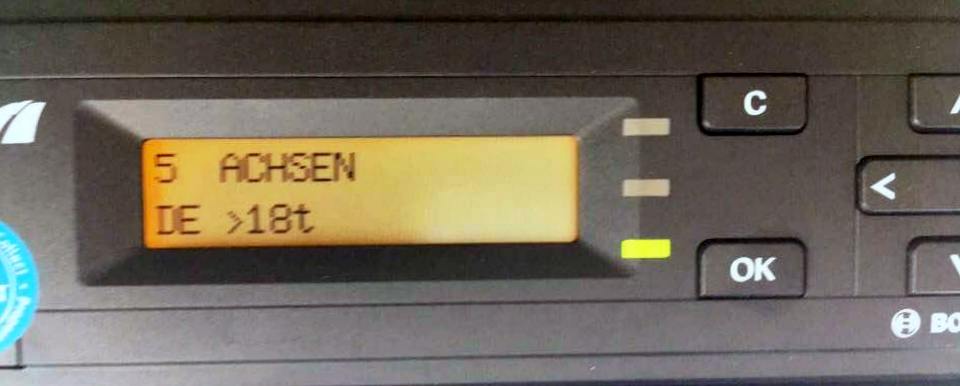 5 ACHSEN
DE >18t
C
<
OK